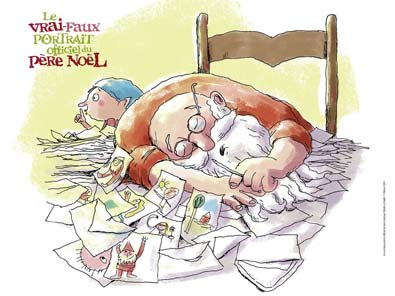 Le
VRAI-FAUX
PORTRAIT
officiel du
PÈRE NOËL